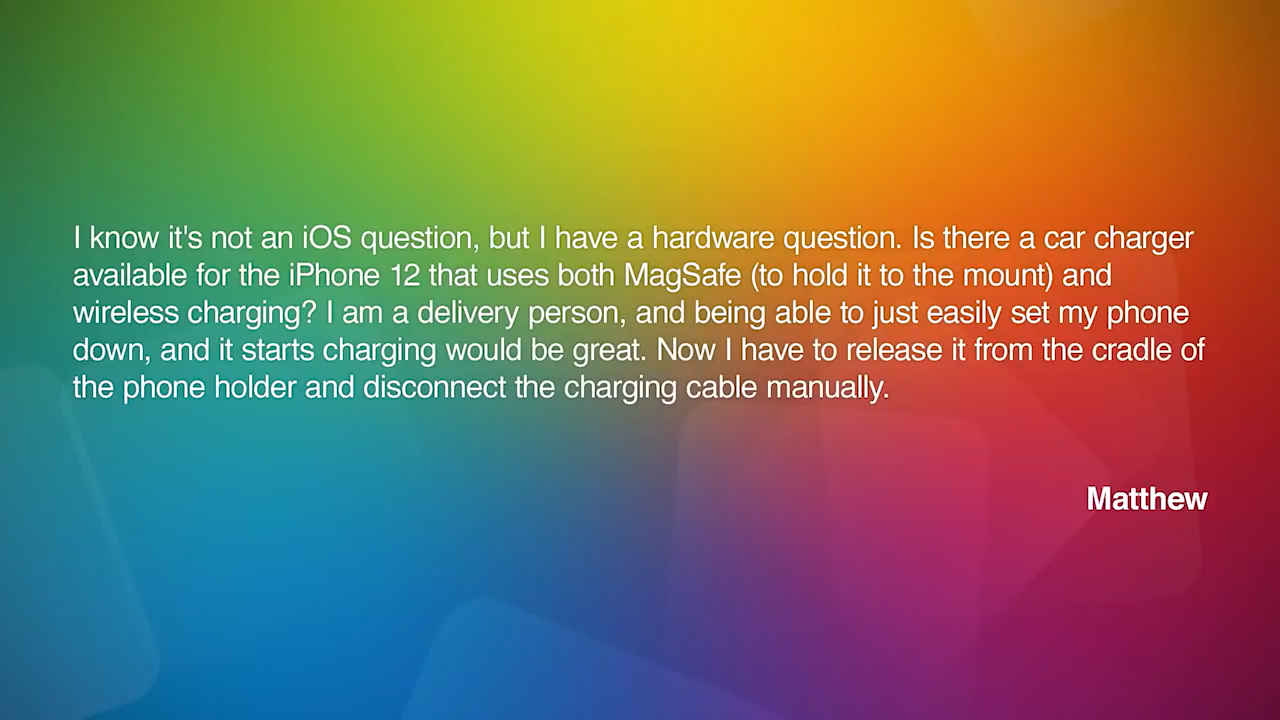 I know it's not an iOS question, but I have a hardware question. Is there a car charger
available for the iPhone 12 that uses both MagSafe (to hold it to the mount) and
wireless charging? I am a delivery person, and being able to just easily set my phone
down, and it starts charging would be great. Now I have to release it from the cradle of
the phone holder and disconnect the charging cable manually.
Matthew